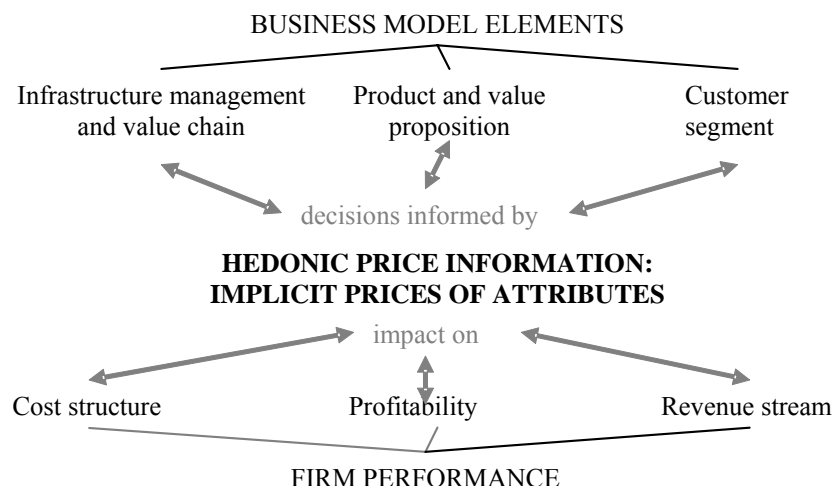 BUSINESS MODEL ELEMENTS
Infrastructure management Product and value Customer
and value chain proposition segment
decisions informed by
HEDONIC PRICE INFORMATION:
IMPLICIT PRICES OF ATTRIBUTES
impact on
Cost structure Profitability Revenue stream
FIRM PERFORMANCE